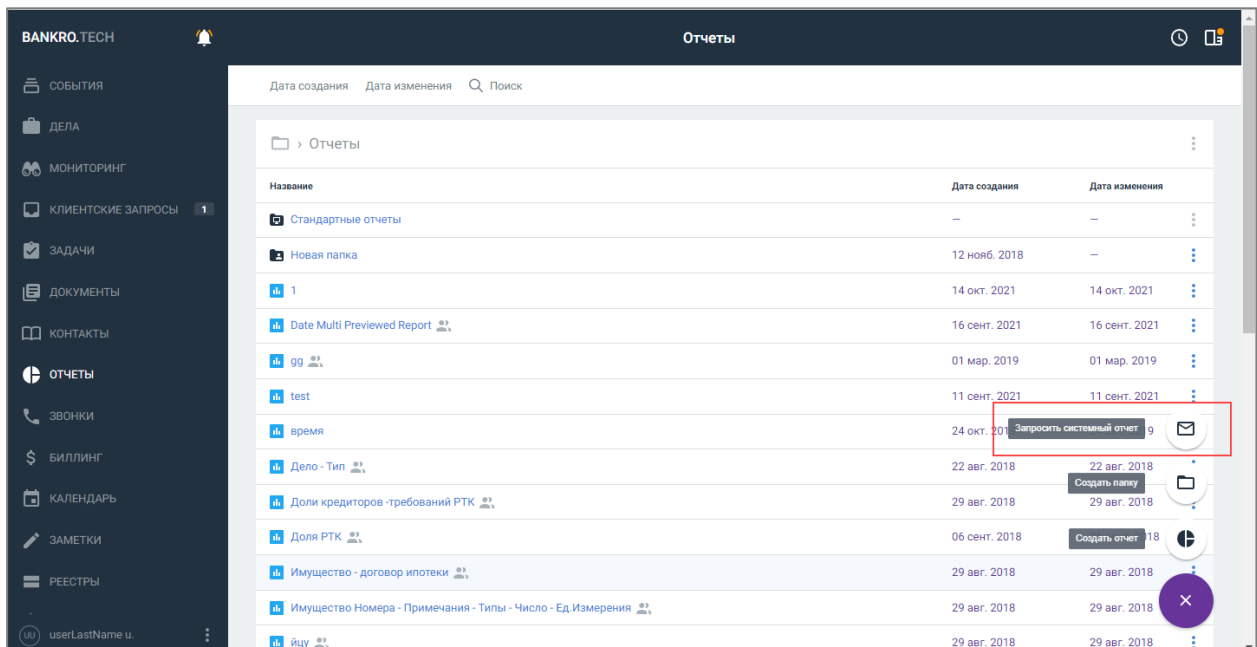 BANKRO.TECH
Отчеты
СОБЫТИЯ
ДЕЛА
МОНИТОРИНГ
КЛИЕНТСКИЕ ЗАПРОСЫ 1
ЗАДАЧИ
ДОКУМЕНТЫ
КОНТАКТЫ
ОТЧЕТЫ
ЗВОНКИ
БИЛЛИНГ
КАЛЕНДАРЬ
ЗАМЕТКИ
РЕЕСТРЫ
UU userLastName u.
Дата создания Дата изменения Поиск
› Отчеты
Название Дата создания Дата изменения
Стандартные отчеты – –
Новая папка 12 нояб. 2018 –
1 14 окт. 2021 14 окт. 2021
Date Multi Previewed Report 16 сент. 2021 16 сент. 2021
gg 01 мар. 2019 01 мар. 2019
test 11 сент. 2021 11 сент. 2021
время 24 окт. 201 Запросить системный отчет 9
Дело - Тип 22 авг. 2018 22 авг. 2018
Создать папку
Доли кредиторов -требований РТК 29 авг. 2018 29 авг. 2018
Доля РТК 06 сент. 2018 Создать отчет 18
Имущество - договор ипотеки 29 авг. 2018 29 авг. 2018
Имущество Номера - Примечания - Типы - Число - Ед.Измерения 29 авг. 2018 29 авг. 2018
йцу 29 авг. 2018 29 авг. 2018